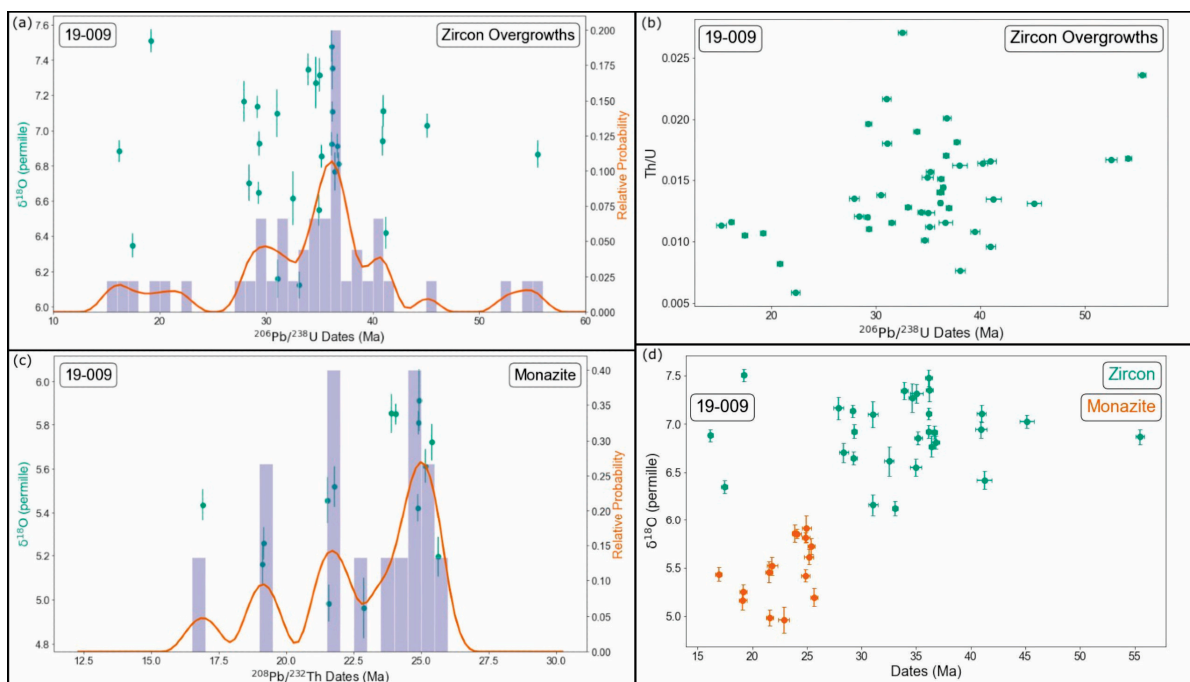 (a)
19-009
Zircon Overgrowths
δ¹⁸O (permille)
7.6
7.4
7.2
7.0
6.8
6.6
6.4
6.2
6.0
Relative Probability
0.200
0.175
0.150
0.125
0.100
0.075
0.050
0.025
0.000
10 20 30 40 50 60
²⁰⁶Pb/²³⁸U Dates (Ma)
(b)
19-009
Zircon Overgrowths
Th/U
0.025
0.020
0.015
0.010
0.005
20 30 40 50
²⁰⁶Pb/²³⁸U Dates (Ma)
(c)
19-009
Monazite
δ¹⁸O (permille)
6.0
5.8
5.6
5.4
5.2
5.0
4.8
Relative Probability
0.40
0.35
0.30
0.25
0.20
0.15
0.10
0.05
0.00
12.5 15.0 17.5 20.0 22.5 25.0 27.5 30.0
²⁰⁸Pb/²³²Th Dates (Ma)
(d)
Zircon
Monazite
19-009
δ¹⁸O (permille)
7.5
7.0
6.5
6.0
5.5
5.0
15 20 25 30 35 40 45 50 55
Dates (Ma)